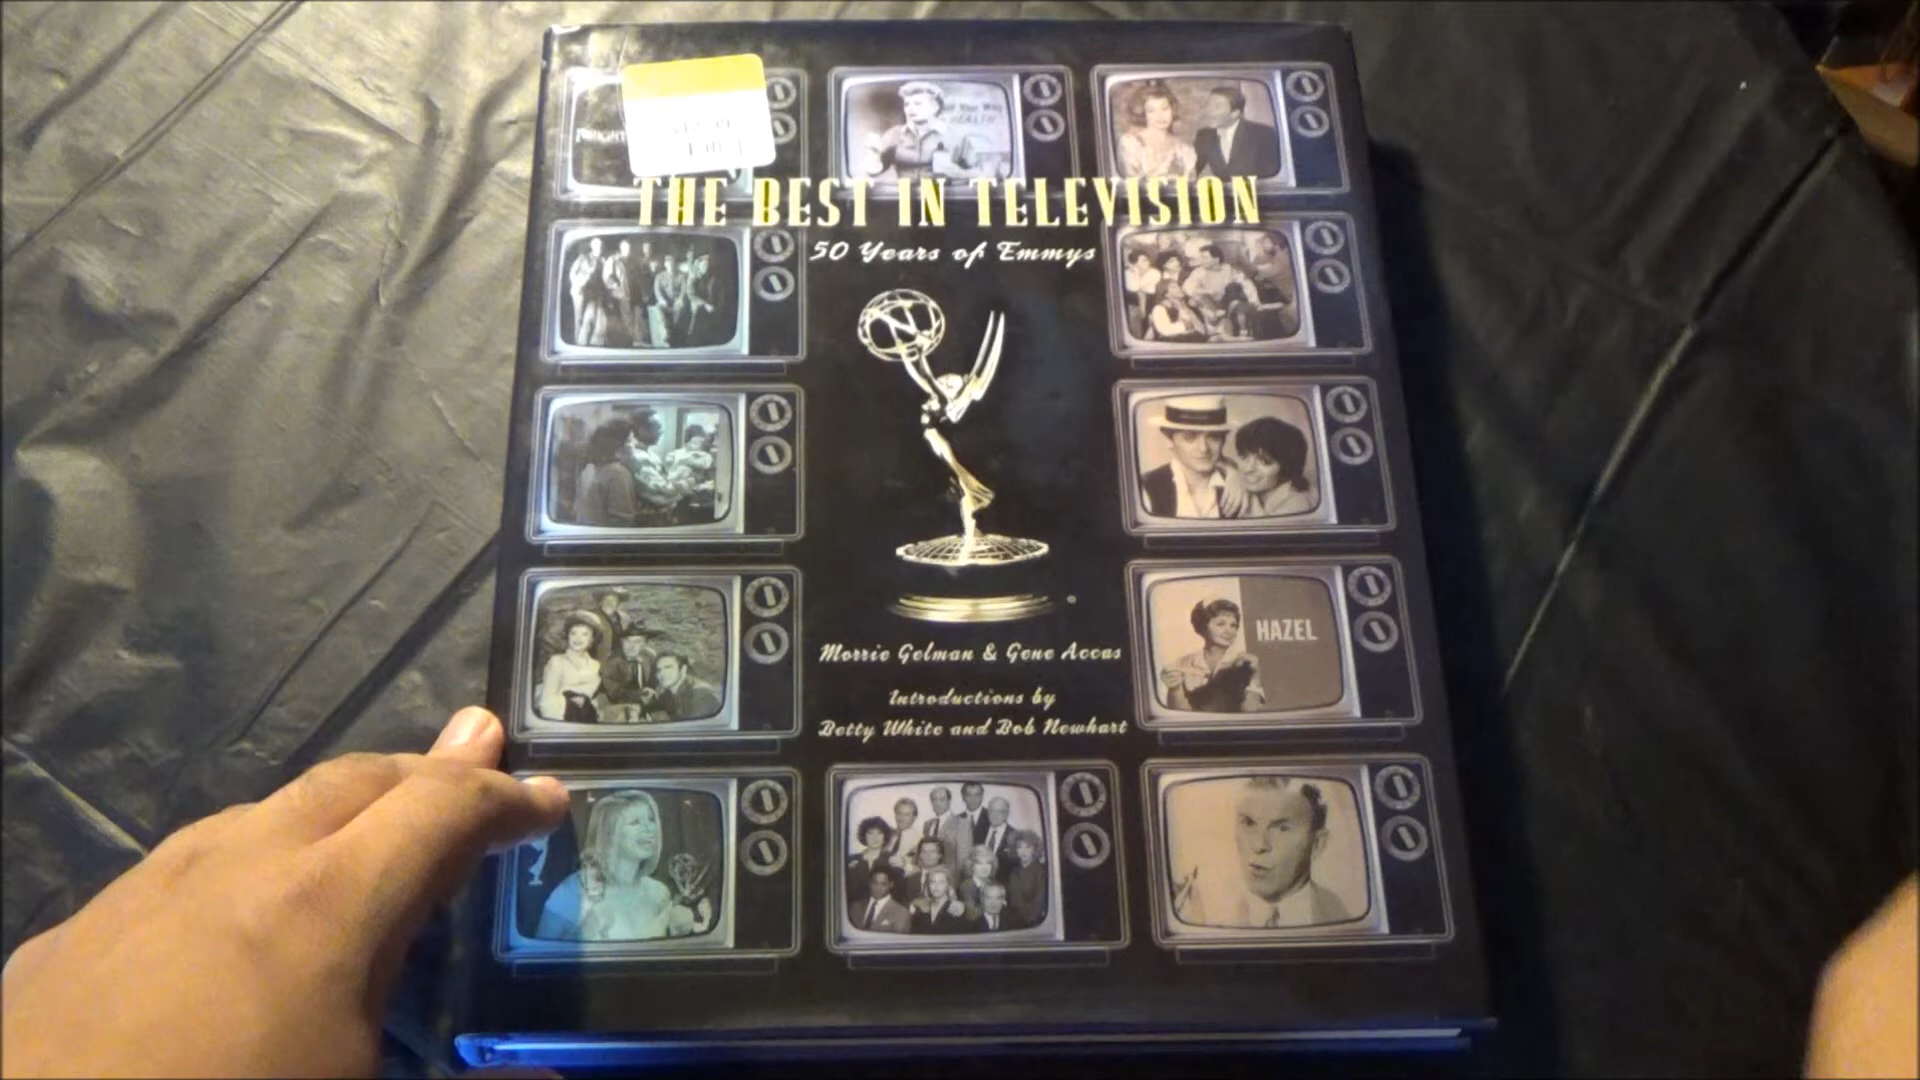 THE BEST IN TELEVISION
50 Years of Emmys
Morrie Gelman & Gene Accas
HAZEL
Introductions by
Betty White and Bob Newhart